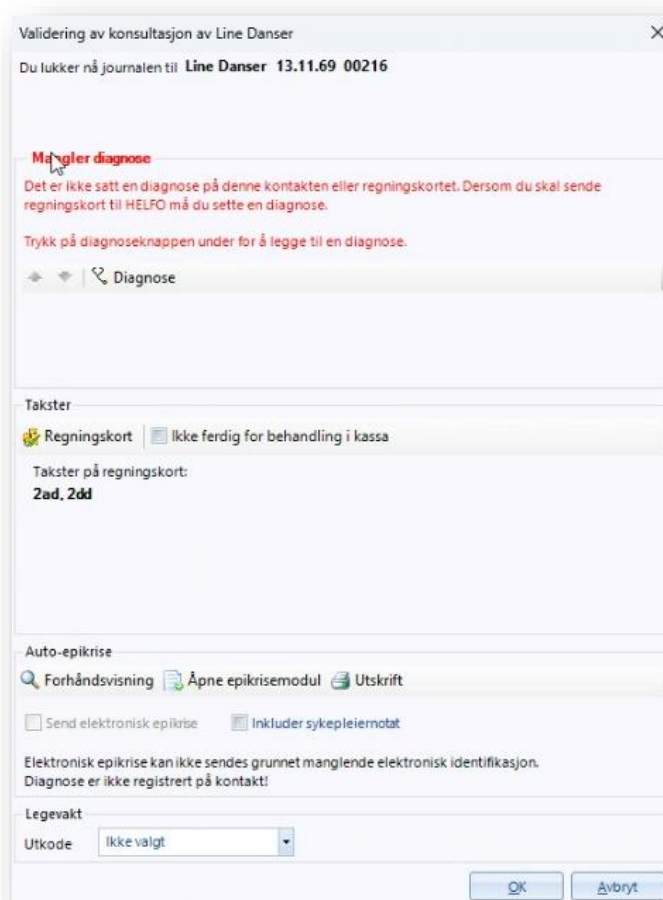 Validering av konsultasjon av Line Danser
Du lukker nå journalen til Line Danser 13.11.69 00216
Mangler diagnose
Det er ikke satt en diagnose på denne kontakten eller regningskortet. Dersom du skal sende
regningskort til HELFO må du sette en diagnose.
Trykk på diagnoseknappen under for å legge til en diagnose.
Diagnose
Takster
Regningskort Ikke ferdig for behandling i kassa
Takster på regningskort:
2ad, 2dd
Auto-epikrise
Forhåndsvisning Åpne epikrisemodul Utskrift
Send elektronisk epikrise Inkluder sykepleiernotat
Elektronisk epikrise kan ikke sendes grunnet manglende elektronisk identifikasjon.
Diagnose er ikke registrert på kontakt!
Legevakt
Utkode Ikke valgt
OK Avbryt